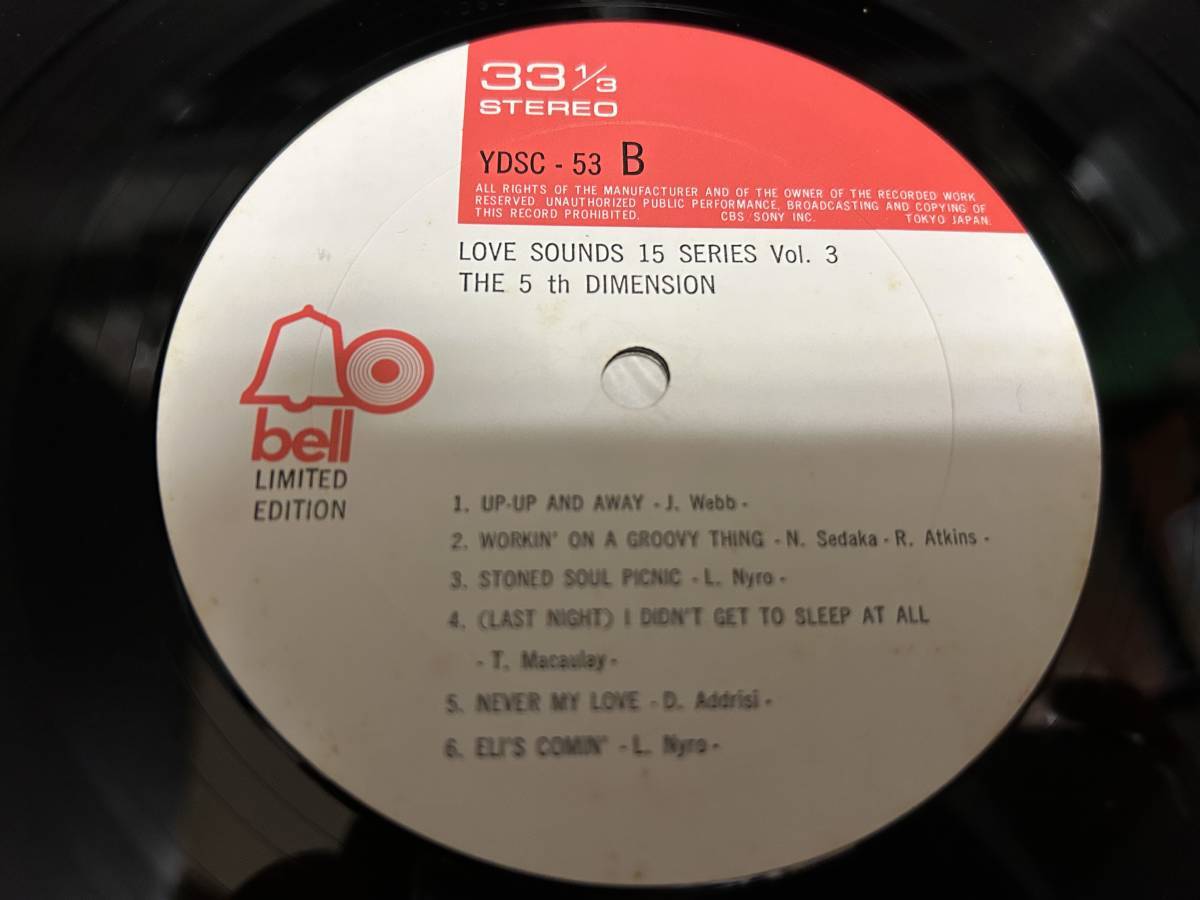 33 1/3
STEREO
YDSC - 53 B
ALL RIGHTS OF THE MANUFACTURER AND OF THE OWNER OF THE RECORDED WORK
RESERVED UNAUTHORIZED PUBLIC PERFORMANCE, BROADCASTING AND COPYING OF
THIS RECORD PROHIBITED. CBS/SONY INC. TOKYO JAPAN.
LOVE SOUNDS 15 SERIES Vol. 3
THE 5 th DIMENSION
bell
LIMITED
EDITION
1. UP-UP AND AWAY - J. Webb -
2. WORKIN' ON A GROOVY THING - N. Sedaka - R. Atkins -
3. STONED SOUL PICNIC - L. Nyro -
4. (LAST NIGHT) I DIDN'T GET TO SLEEP AT ALL
- T. Macaulay -
5. NEVER MY LOVE - D. Addrisi -
6. ELI'S COMIN' - L. Nyro -